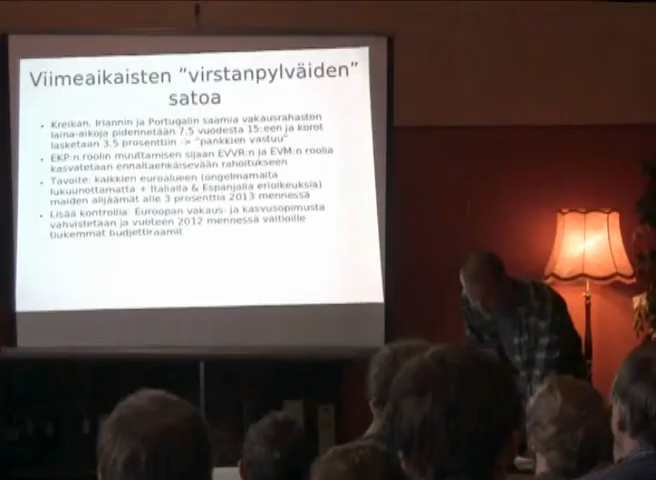 Viimeaikaisten ”virstanpylväiden”
satoa
• Kreikan, Irlannin ja Portugalin saamia vakausrahaston
laina-aikoja pidennetään 7,5 vuodesta 15:een ja korot
lasketaan 3,5 prosenttiin -> ”pankkien vastuu”
• EKP:n roolin muuttamisen sijaan EVVR:n ja EVM:n roolia
kasvatetaan ennaltaehkäisevään rahoitukseen
• Tavoite: kaikkien euroalueen (ongelmamaita
lukuunottamatta + Italialla & Espanjalla erioikeuksia)
maiden alijäämät alle 3 prosenttia 2013 mennessä
• Lisää kontrollia: Euroopan vakaus- ja kasvusopimusta
vahvistetaan ja vuoteen 2012 mennessä valtioille
tiukemmat budjettiraamit